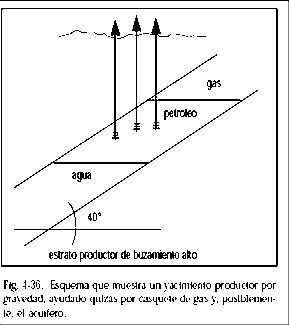 gas
petroleo
agua
40°
estrato productor de buzamiento alto
Fig. 4-36. Esquema que muestra un yacimiento productor por
gravedad, ayudado quizas por casquete de gas y, posiblemen-
te, el acuífero.